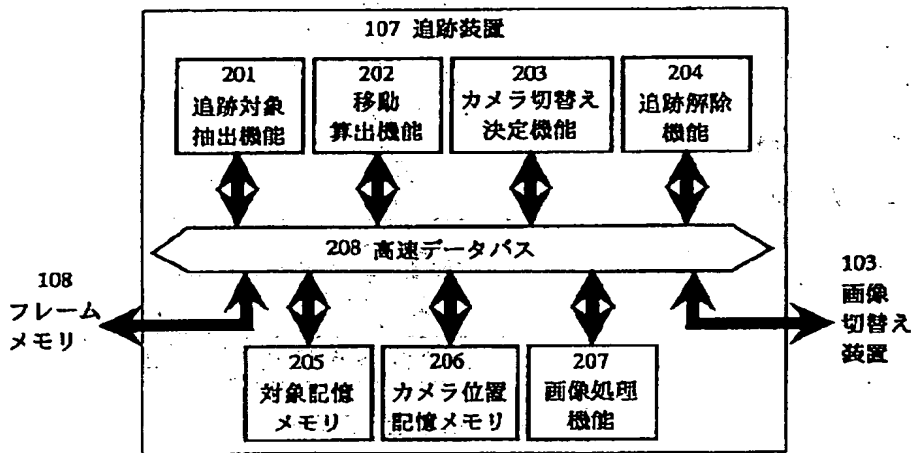 107 追跡装置
201
追跡対象
抽出機能
202
移動
算出機能
203
カメラ切替え
決定機能
204
追跡解除
機能
208 高速データバス
108
フレーム
メモリ
103
画像
切替え
装置
205
対象記憶
メモリ
206
カメラ位置
記憶メモリ
207
画像処理
機能